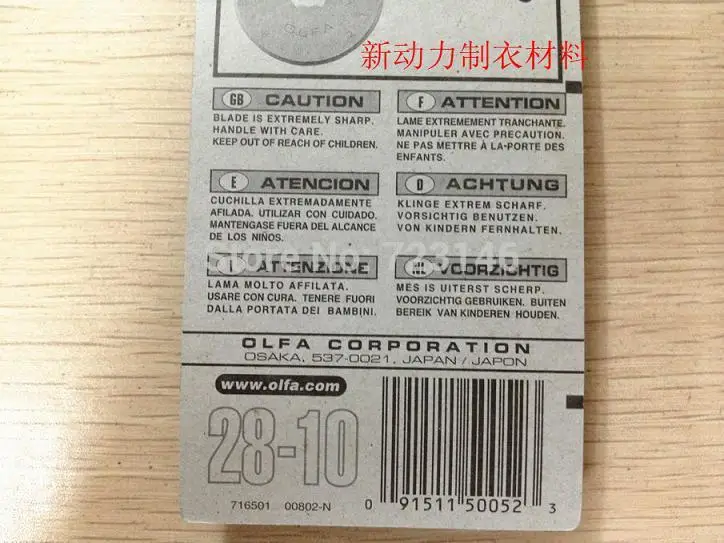 OLFA
新动力制衣材料
GB CAUTION
BLADE IS EXTREMELY SHARP.
HANDLE WITH CARE.
KEEP OUT OF REACH OF CHILDREN.
F ATTENTION
LAME EXTREMEMENT TRANCHANTE.
MANIPULER AVEC PRECAUTION.
NE PAS METTRE À LA-PORTE DES
ENFANTS.
E ATENCION
CUCHILLA EXTREMADAMENTE
AFILADA. UTILIZAR CON CUIDADO.
MANTENGASE FUERA DEL ALCANCE
DE LOS NIÑOS.
D ACHTUNG
KLINGE EXTREM SCHARF.
VORSICHTIG BENUTZEN.
VON KINDERN FERNHALTEN.
Store No: 723146
I ATTENZIONE
LAMA MOLTO AFFILATA.
USARE CON CURA. TENERE FUORI
DALLA PORTATA DEI BAMBINI.
NL VOORZICHTIG
MES IS UITERST SCHERP.
VOORZICHTIG GEBRUIKEN. BUITEN
BEREIK VAN KINDEREN HOUDEN.
OLFA CORPORATION
OSAKA, 537-0021, JAPAN / JAPON
www.olfa.com
28-10
716501 00802-N
0 91511 50052 3